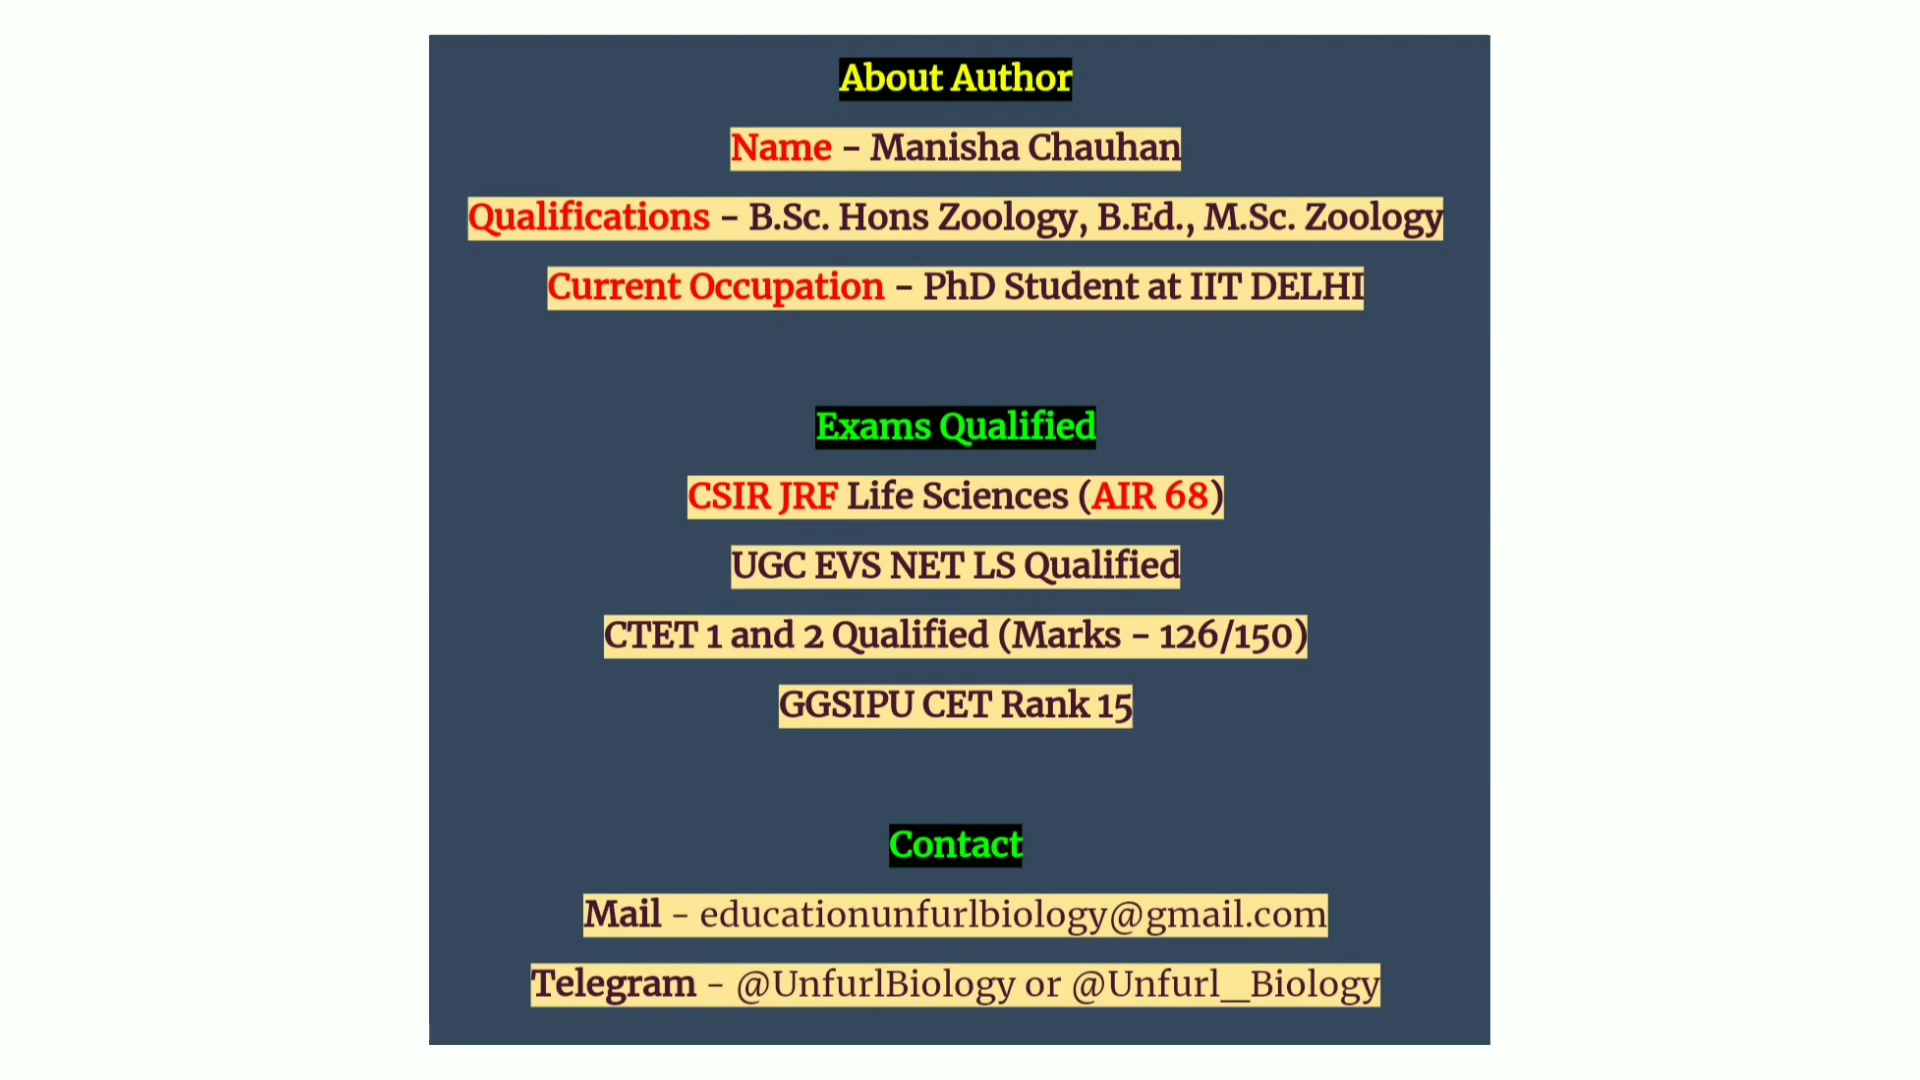 About Author
Name - Manisha Chauhan
Qualifications - B.Sc. Hons Zoology, B.Ed., M.Sc. Zoology
Current Occupation - PhD Student at IIT DELHI
Exams Qualified
CSIR JRF Life Sciences (AIR 68)
UGC EVS NET LS Qualified
CTET 1 and 2 Qualified (Marks - 126/150)
GGSIPU CET Rank 15
Contact
Mail - educationunfurlbiology@gmail.com
Telegram - @UnfurlBiology or @Unfurl_Biology